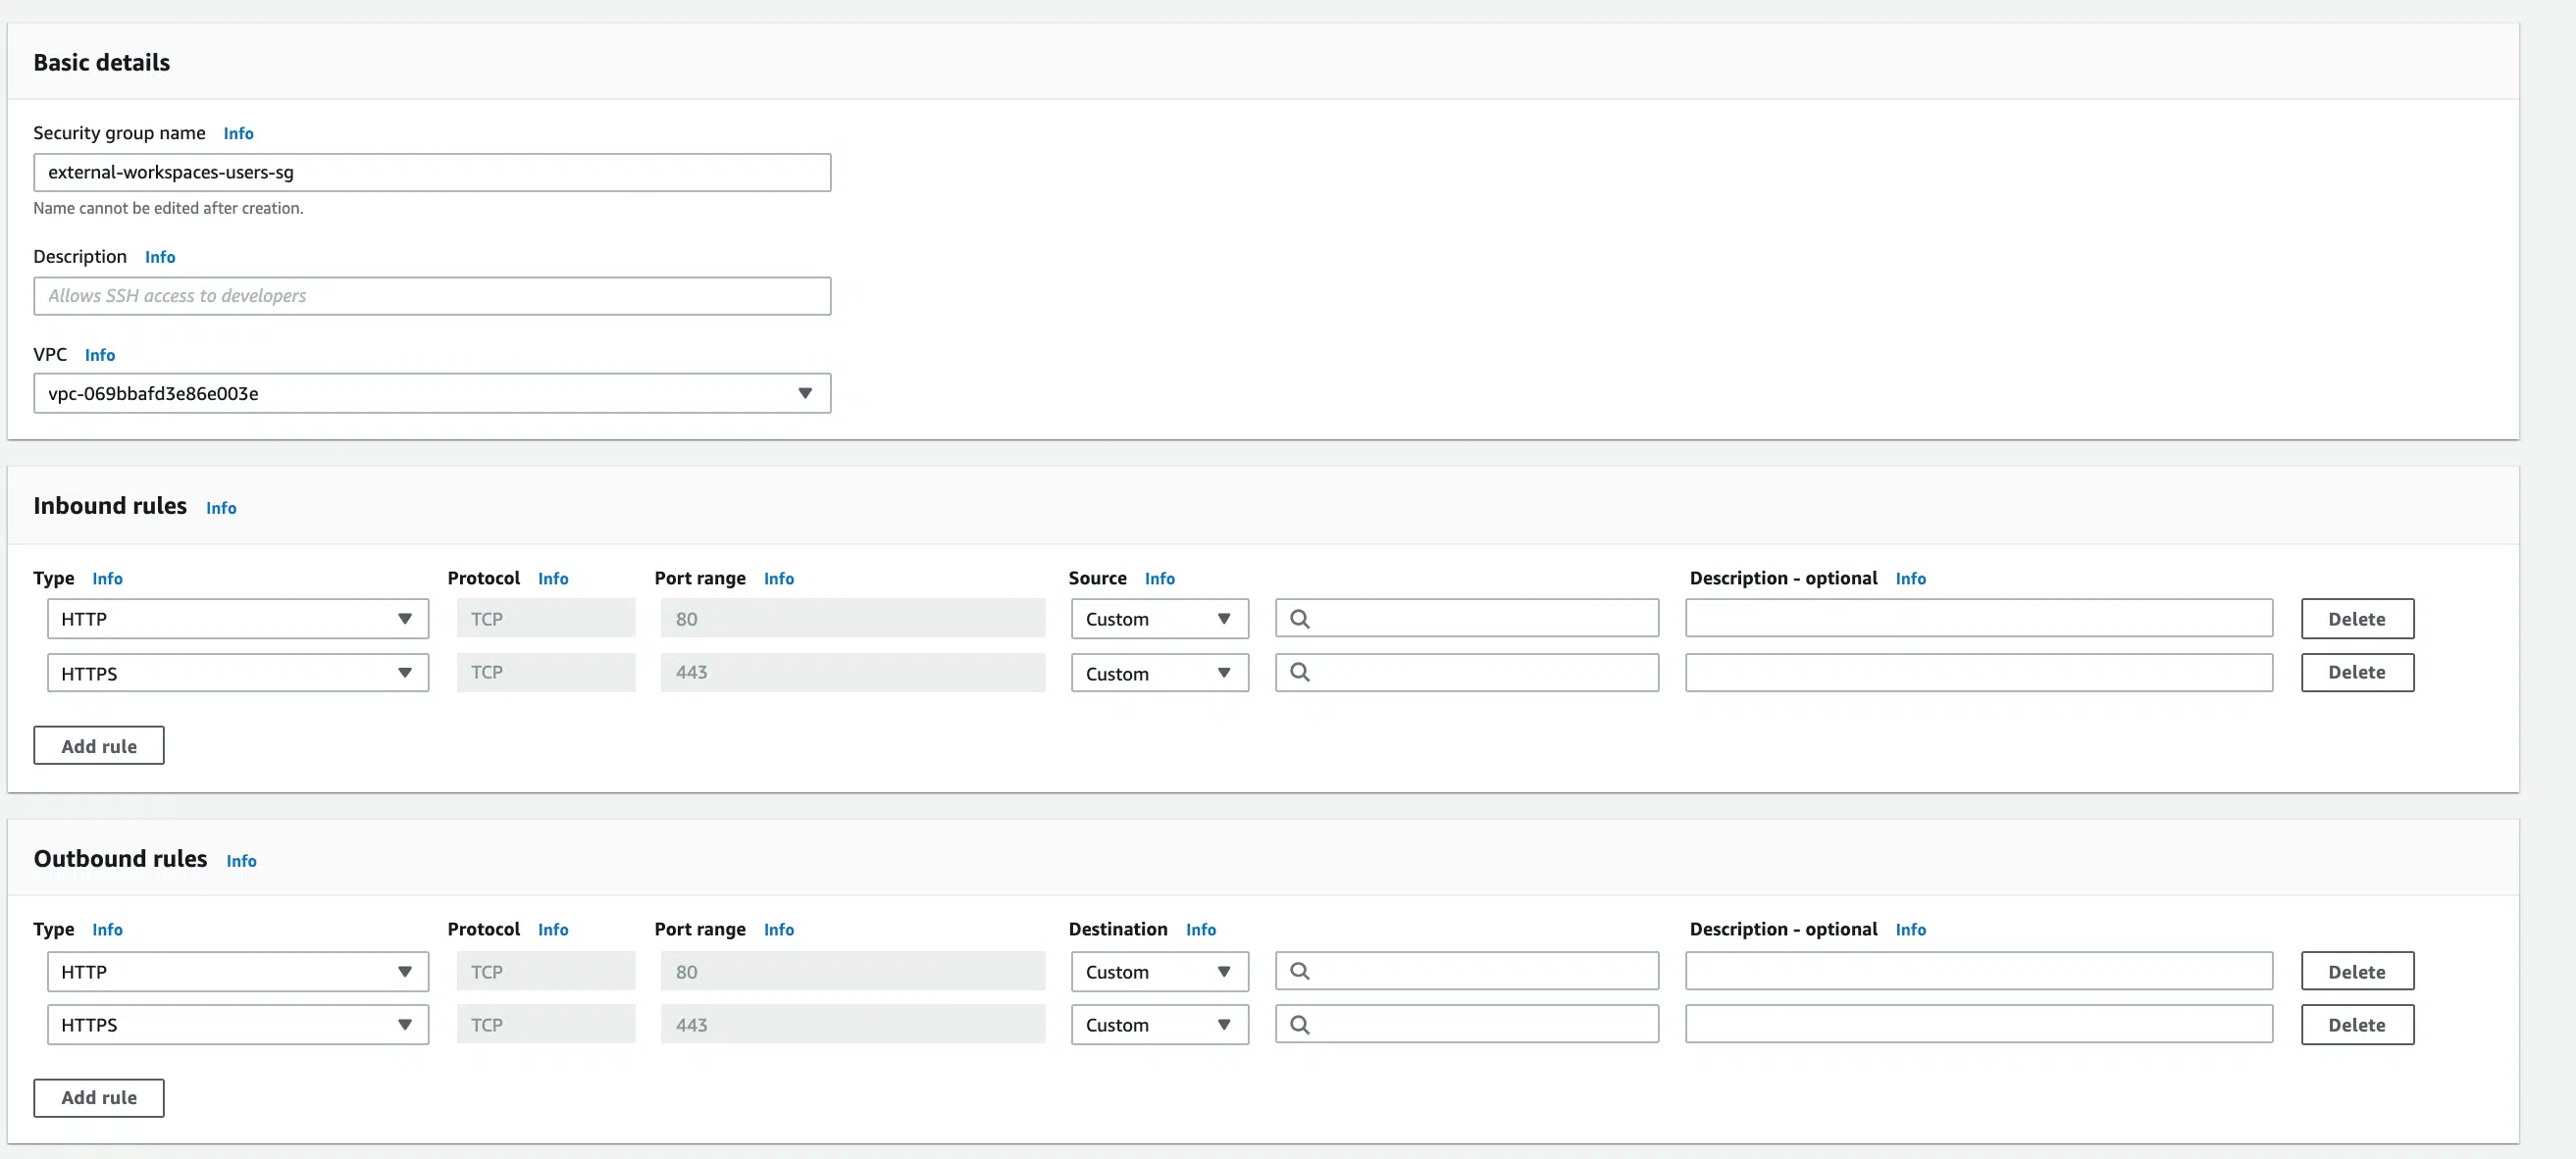 Basic details
Security group name Info
external-workspaces-users-sg
Name cannot be edited after creation.
Description Info
Allows SSH access to developers
VPC Info
vpc-069bbafd3e86e003e
Inbound rules Info
Type Info Protocol Info Port range Info Source Info Description - optional Info
HTTP TCP 80 Custom Delete
HTTPS TCP 443 Custom Delete
Add rule
Outbound rules Info
Type Info Protocol Info Port range Info Destination Info Description - optional Info
HTTP TCP 80 Custom Delete
HTTPS TCP 443 Custom Delete
Add rule